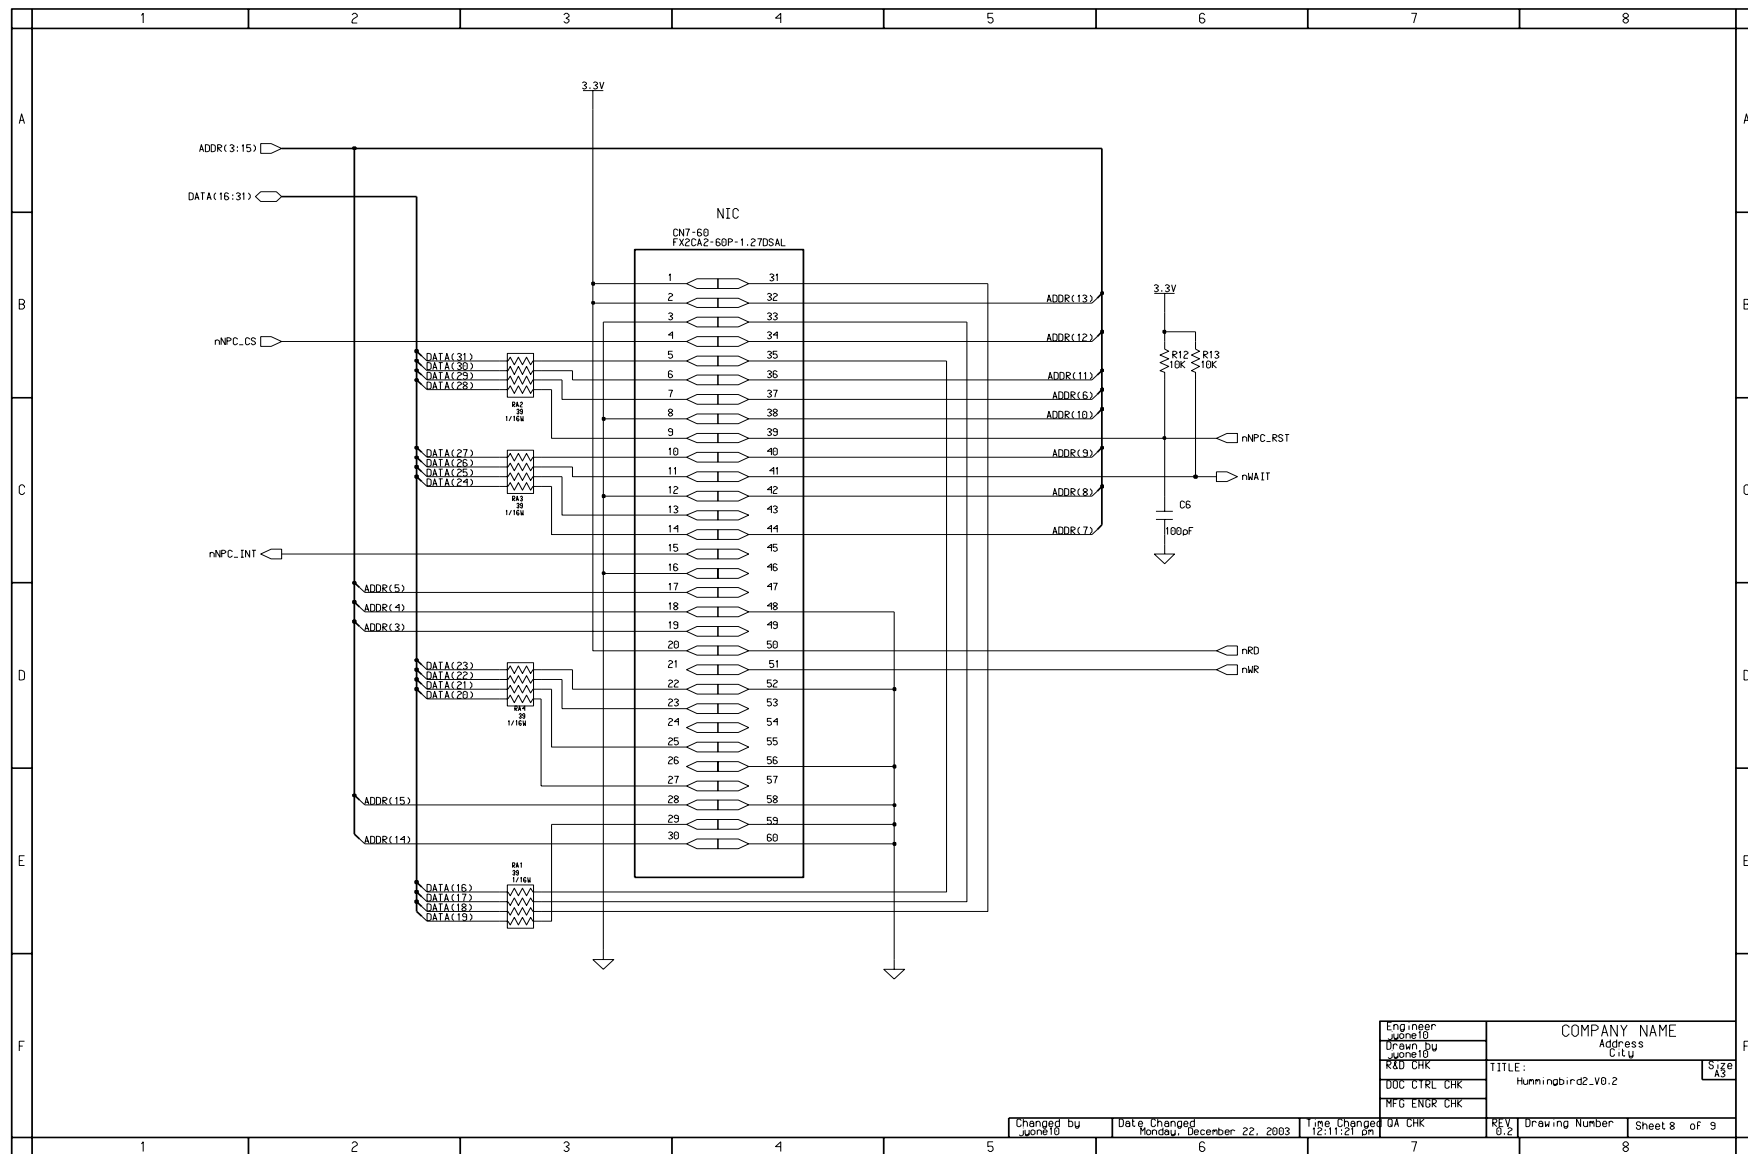 1 2 3 4 5 6 7 8
A A
B B
C C
D D
E E
F F
3.3V
ADDR(3:15)
DATA(16:31)
NIC
CN7-60
FX2CA2-60P-1.27DSAL
1 31
2 32 ADDR(13)
3 33
nNPC_CS 4 34 ADDR(12)
5 35
6 36 ADDR(11)
7 37 ADDR(6)
8 38 ADDR(10)
9 39 nNPC_RST
10 40 ADDR(9)
11 41 nWAIT
12 42 ADDR(8)
13 43
14 44 ADDR(7)
nNPC_INT 15 45
16 46
ADDR(5) 17 47
ADDR(4) 18 48
ADDR(3) 19 49
20 50 nRD
21 51 nWR
22 52
23 53
24 54
25 55
26 56
27 57
ADDR(15) 28 58
29 59
ADDR(14) 30 60
DATA(31)
DATA(30)
DATA(29)
DATA(28)
RA2
39
1/16W
DATA(27)
DATA(26)
DATA(25)
DATA(24)
RA3
39
1/16W
DATA(23)
DATA(22)
DATA(21)
DATA(20)
RA4
39
1/16W
RA1
39
1/16W
DATA(16)
DATA(17)
DATA(18)
DATA(19)
3.3V
R12 R13
10K 10K
C6
100pF
Engineer
jyone10
Drawn by
jyone10
R&D CHK
DOC CTRL CHK
MFG ENGR CHK
QA CHK
COMPANY NAME
Address
City
TITLE:
Hummingbird2_V0.2
Size
A3
Changed by
jyone10
Date Changed
Monday, December 22, 2003
Time Changed
12:11:21 pm
REV
0.2
Drawing Number
Sheet 8 of 9
1 2 3 4 5 6 7 8